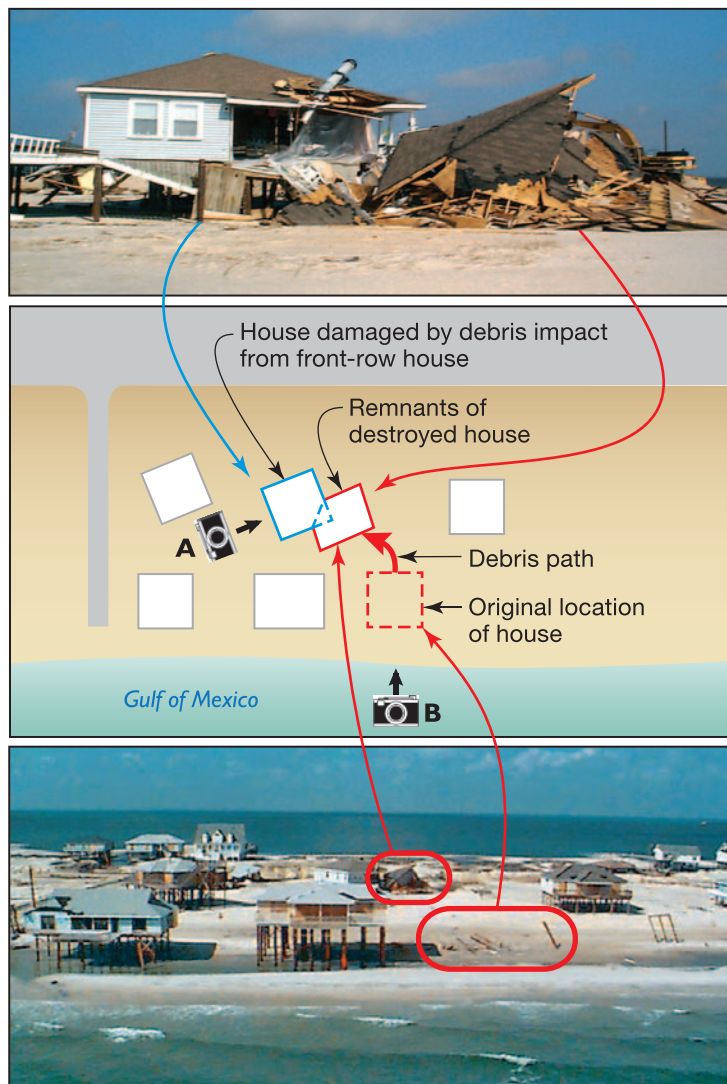 House damaged by debris impact
from front-row house
Remnants of
destroyed house
A
Debris path
Original location
of house
Gulf of Mexico
B